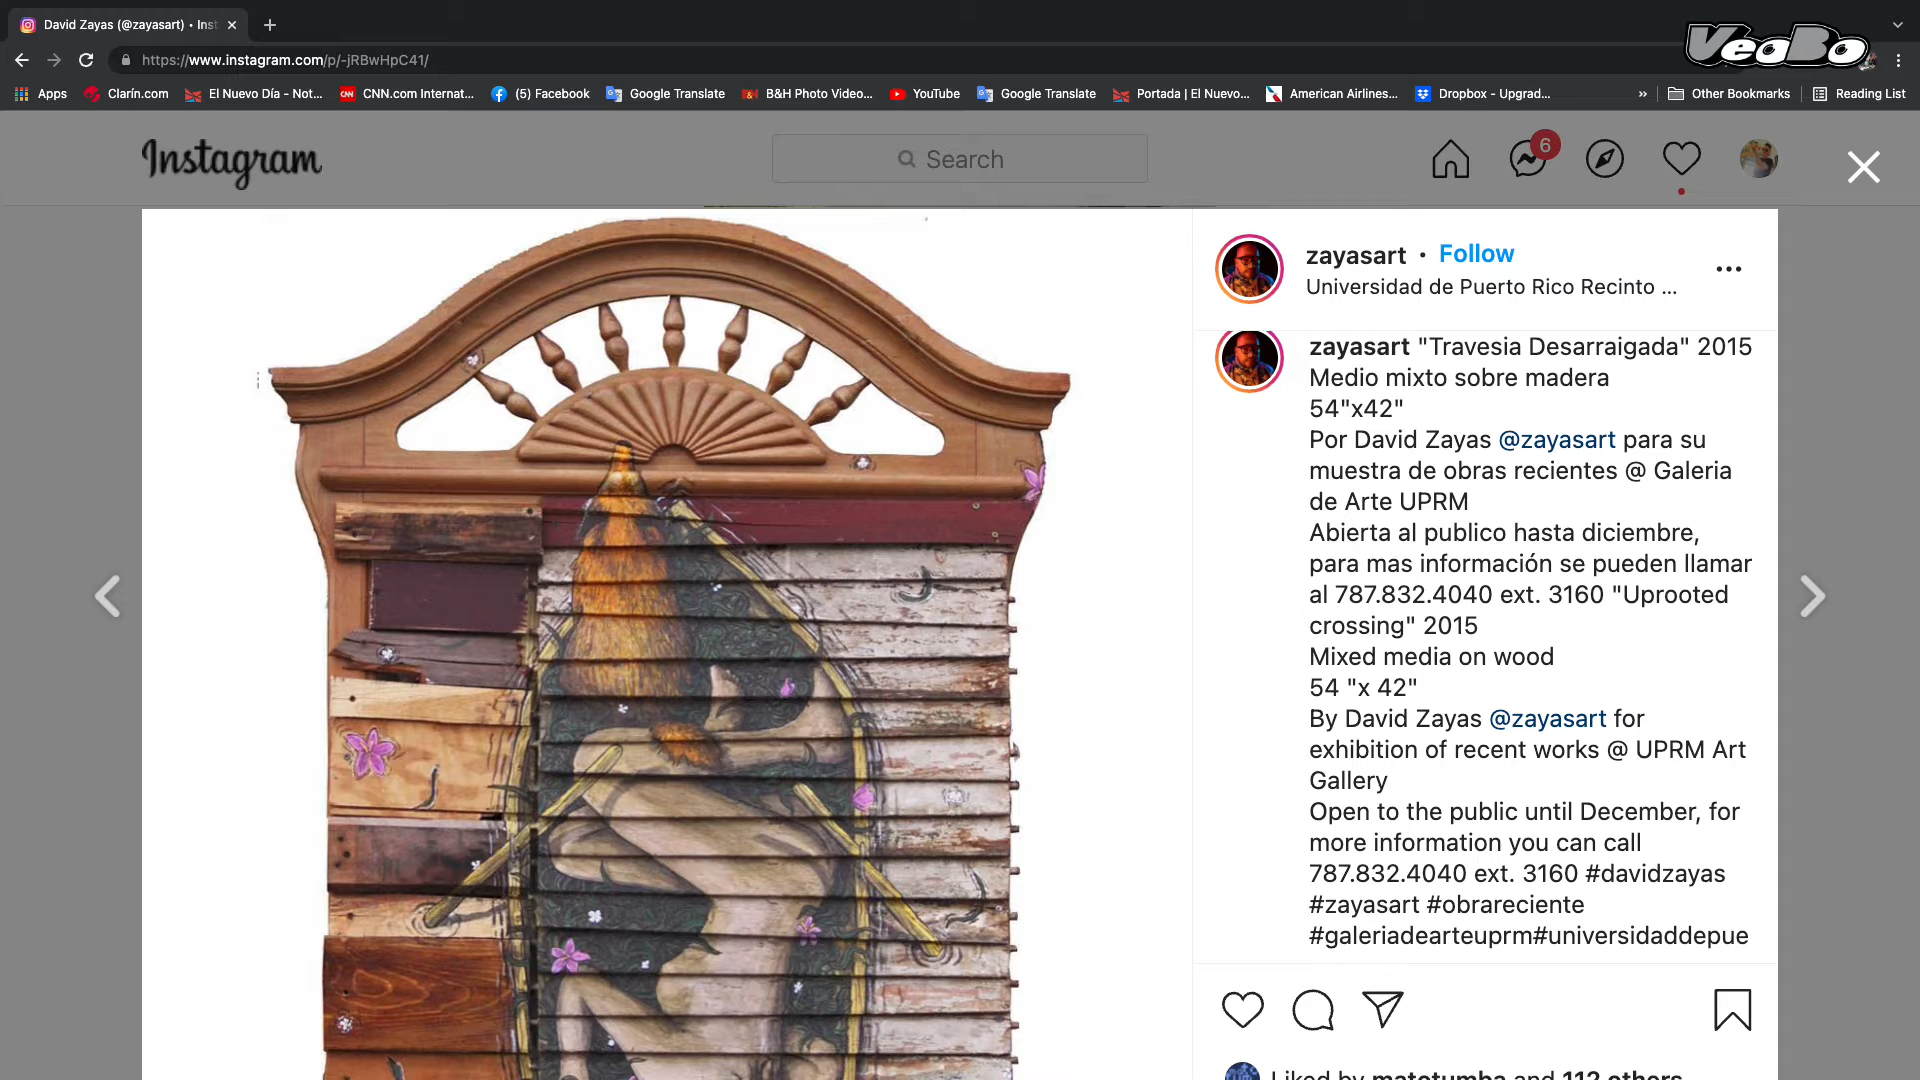 David Zayas (@zayasart) • Inst
VeaBo
https://www.instagram.com/p/-jRBwHpC41/
Apps
Clarín.com
El Nuevo Día - Not...
CNN.com Internat...
(5) Facebook
Google Translate
B&H Photo Video...
YouTube
Google Translate
Portada | El Nuevo...
American Airlines...
Dropbox - Upgrad...
»
Other Bookmarks
Reading List
Instagram
Search
6
zayasart • Follow
Universidad de Puerto Rico Recinto ...
zayasart "Travesia Desarraigada" 2015
Medio mixto sobre madera
54"x42"
Por David Zayas @zayasart para su
muestra de obras recientes @ Galeria
de Arte UPRM
Abierta al publico hasta diciembre,
para mas información se pueden llamar
al 787.832.4040 ext. 3160 "Uprooted
crossing" 2015
Mixed media on wood
54 "x 42"
By David Zayas @zayasart for
exhibition of recent works @ UPRM Art
Gallery
Open to the public until December, for
more information you can call
787.832.4040 ext. 3160 #davidzayas
#zayasart #obrareciente
#galeriadearteuprm#universidaddepue
Liked by matotumba and 112 others